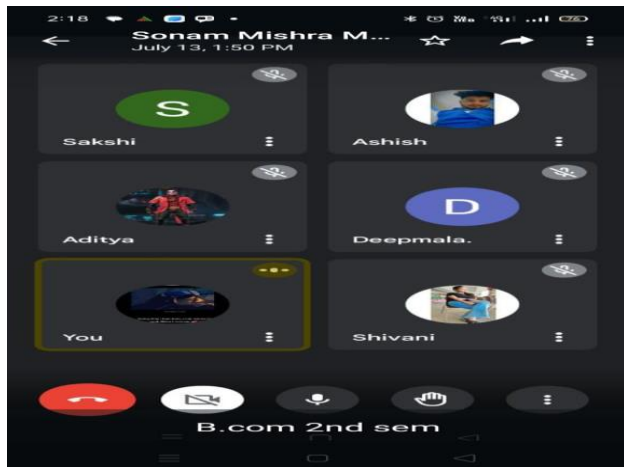 2:18
Sonam Mishra M...
July 13, 1:50 PM
S
Sakshi
Ashish
Aditya
D
Deepmala.
You
Shivani
B.com 2nd sem